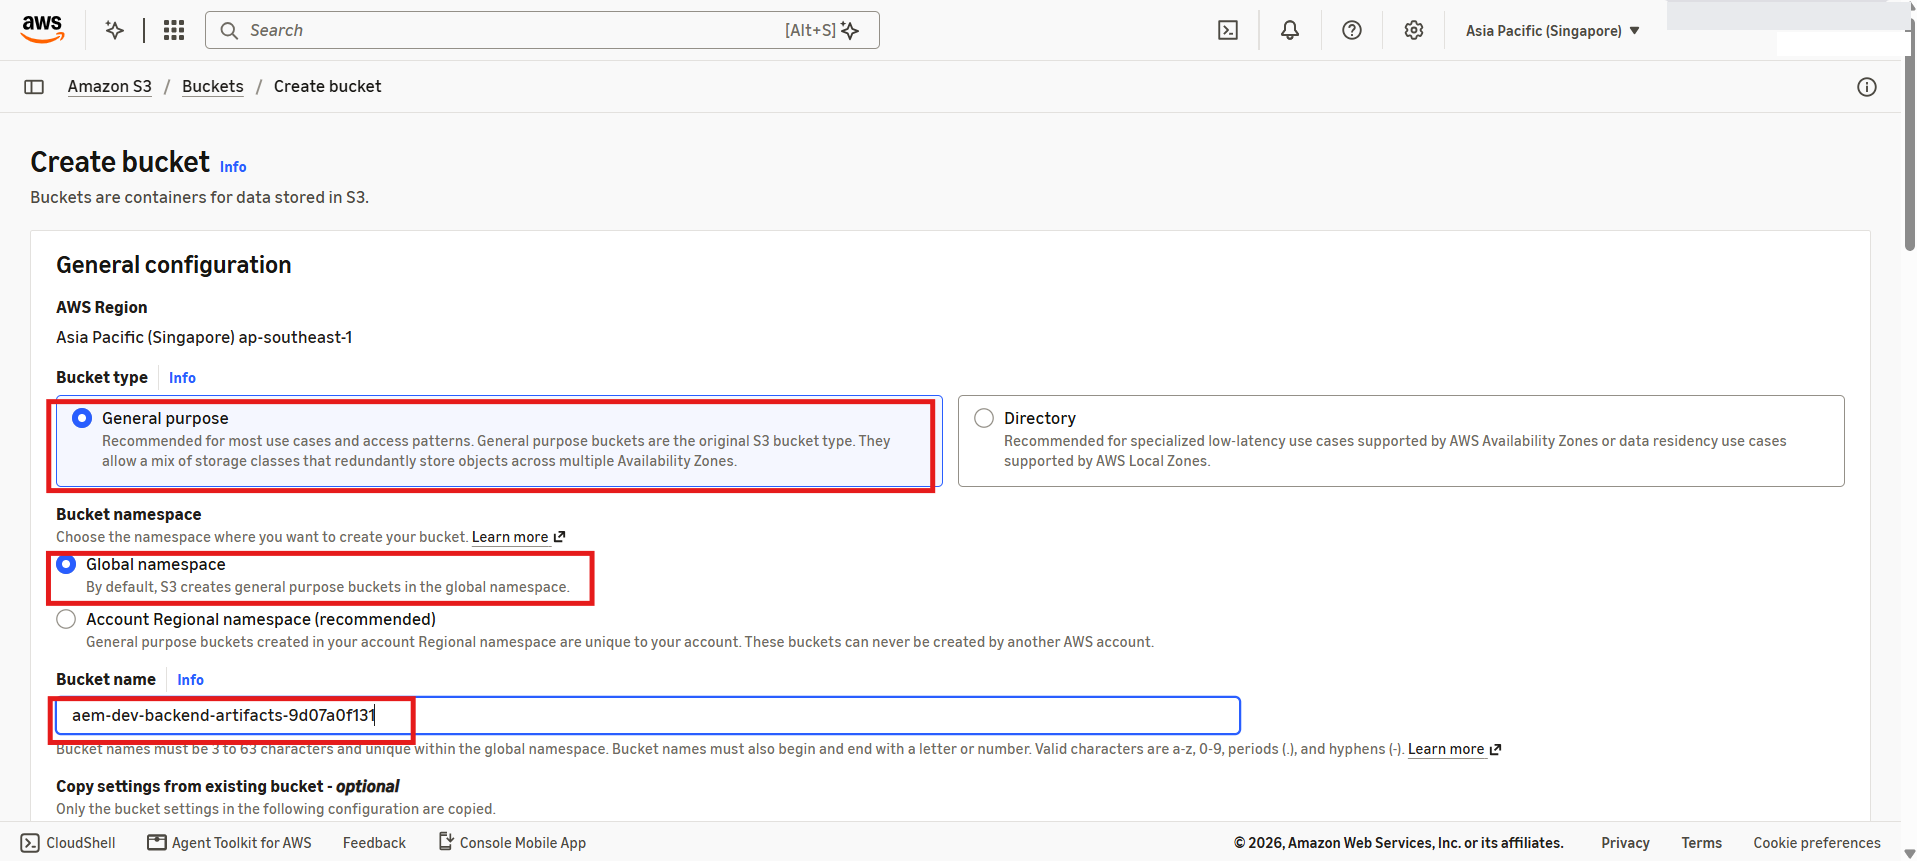 aws
Search
[Alt+S]
Asia Pacific (Singapore)
Amazon S3 / Buckets / Create bucket
Create bucket Info
Buckets are containers for data stored in S3.
General configuration
AWS Region
Asia Pacific (Singapore) ap-southeast-1
Bucket type Info
General purpose
Recommended for most use cases and access patterns. General purpose buckets are the original S3 bucket type. They
allow a mix of storage classes that redundantly store objects across multiple Availability Zones.
Directory
Recommended for specialized low-latency use cases supported by AWS Availability Zones or data residency use cases
supported by AWS Local Zones.
Bucket namespace
Choose the namespace where you want to create your bucket. Learn more
Global namespace
By default, S3 creates general purpose buckets in the global namespace.
Account Regional namespace (recommended)
General purpose buckets created in your account Regional namespace are unique to your account. These buckets can never be created by another AWS account.
Bucket name Info
aem-dev-backend-artifacts-9d07a0f131
Bucket names must be 3 to 63 characters and unique within the global namespace. Bucket names must also begin and end with a letter or number. Valid characters are a-z, 0-9, periods (.), and hyphens (-). Learn more
Copy settings from existing bucket - optional
Only the bucket settings in the following configuration are copied.
CloudShell
Agent Toolkit for AWS
Feedback
Console Mobile App
© 2026, Amazon Web Services, Inc. or its affiliates.
Privacy
Terms
Cookie preferences